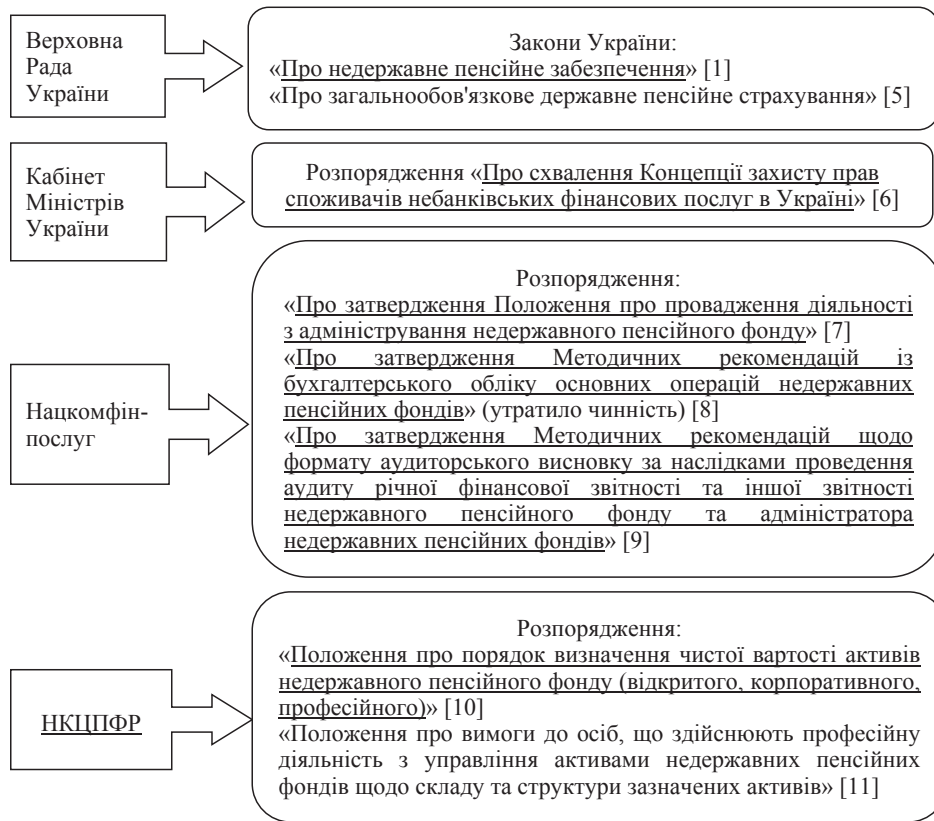 Верховна
Рада
України
Закони України:
«Про недержавне пенсійне забезпечення» [1]
«Про загальнообов'язкове державне пенсійне страхування» [5]
Кабінет
Міністрів
України
Розпорядження «Про схвалення Концепції захисту прав
споживачів небанківських фінансових послуг в Україні» [6]
Нацкомфін-
послуг
Розпорядження:
«Про затвердження Положення про провадження діяльності
з адміністрування недержавного пенсійного фонду» [7]
«Про затвердження Методичних рекомендацій із
бухгалтерського обліку основних операцій недержавних
пенсійних фондів» (утратило чинність) [8]
«Про затвердження Методичних рекомендацій щодо
формату аудиторського висновку за наслідками проведення
аудиту річної фінансової звітності та іншої звітності
недержавного пенсійного фонду та адміністратора
недержавних пенсійних фондів» [9]
НКЦПФР
Розпорядження:
«Положення про порядок визначення чистої вартості активів
недержавного пенсійного фонду (відкритого, корпоративного,
професійного)» [10]
«Положення про вимоги до осіб, що здійснюють професійну
діяльність з управління активами недержавних пенсійних
фондів щодо складу та структури зазначених активів» [11]